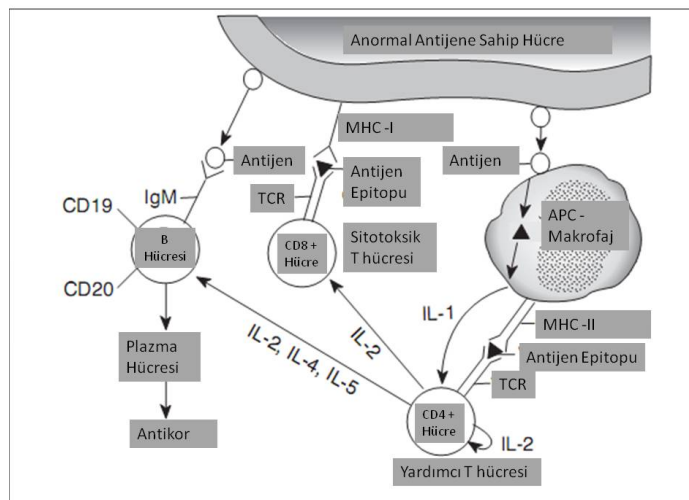 Anormal Antijene Sahip Hücre
MHC -I
Antijen
Antijen
Epitopu
Antijen
IgM
TCR
CD19
B
Hücresi
CD8 +
Hücre
Sitotoksik
T hücresi
APC -
Makrofaj
CD20
IL-1
MHC -II
IL-2
IL-2, IL-4, IL-5
Antijen Epitopu
Plazma
Hücresi
TCR
CD4 +
Hücre
Antikor
IL-2
Yardımcı T hücresi